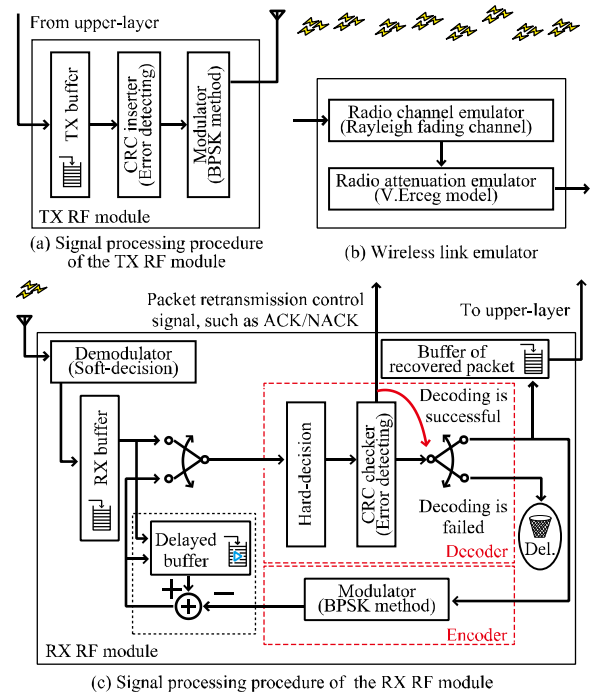 From upper-layer
TX buffer
CRC inserter
(Error detecting)
Modulator
(BPSK method)
TX RF module
(a) Signal processing procedure
of the TX RF module
Radio channel emulator
(Rayleigh fading channel)
Radio attenuation emulator
(V.Erceg model)
(b) Wireless link emulator
Packet retransmission control
signal, such as ACK/NACK
To upper-layer
Demodulator
(Soft-decision)
Buffer of
recovered packet
RX buffer
Hard-decision
CRC checker
(Error detecting)
Decoding is
successful
Decoding is
failed
Del.
Decoder
Delayed
buffer
+
−
+
Modulator
(BPSK method)
Encoder
RX RF module
(c) Signal processing procedure of the RX RF module